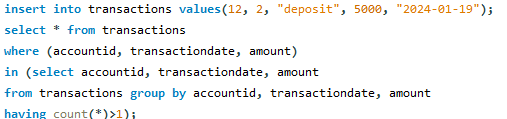 insert into transactions values(12, 2, "deposit", 5000, "2024-01-19");
select * from transactions
where (accountid, transactiondate, amount)
in (select accountid, transactiondate, amount
from transactions group by accountid, transactiondate, amount
having count(*)>1);